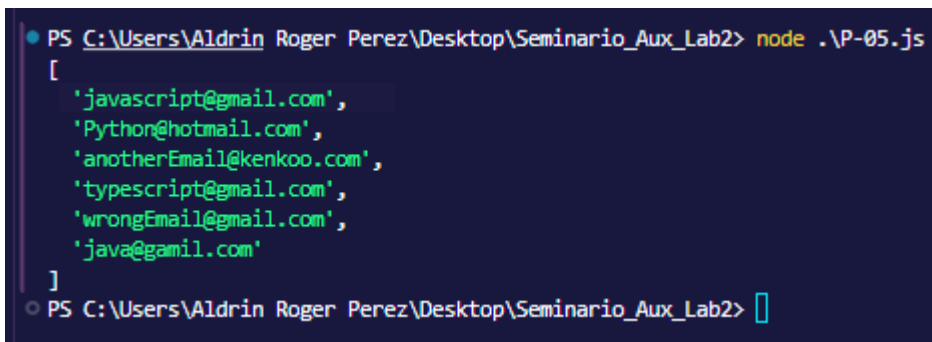 PS C:\Users\Aldrin Roger Perez\Desktop\Seminario_Aux_Lab2> node .\P-05.js
[
'javascript@gmail.com',
'Python@hotmail.com',
'anotherEmail@kenkoo.com',
'typescript@gmail.com',
'wrongEmail@gmail.com',
'java@gamil.com'
]
PS C:\Users\Aldrin Roger Perez\Desktop\Seminario_Aux_Lab2>